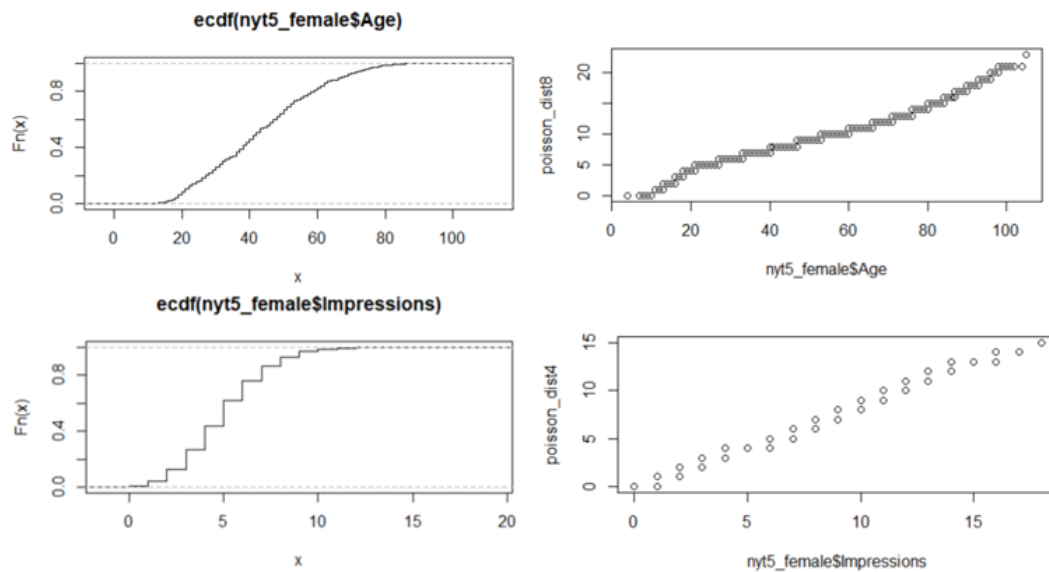 ecdf(nyt5_female$Age)
Fn(x)
0.0 0.4 0.8
0 20 40 60 80 100
x
poisson_dist8
0 5 10 20
0 20 40 60 80 100
nyt5_female$Age
ecdf(nyt5_female$Impressions)
Fn(x)
0.0 0.4 0.8
0 5 10 15 20
x
poisson_dist4
0 5 10 15
0 5 10 15
nyt5_female$Impressions